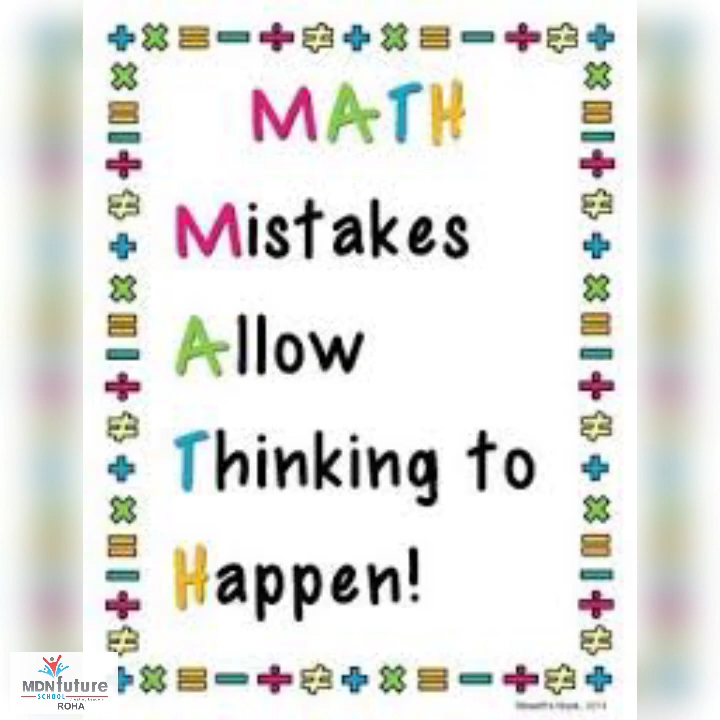 MATH
Mistakes
Allow
Thinking to
Happen!
MDN future
SCHOOL
ROHA